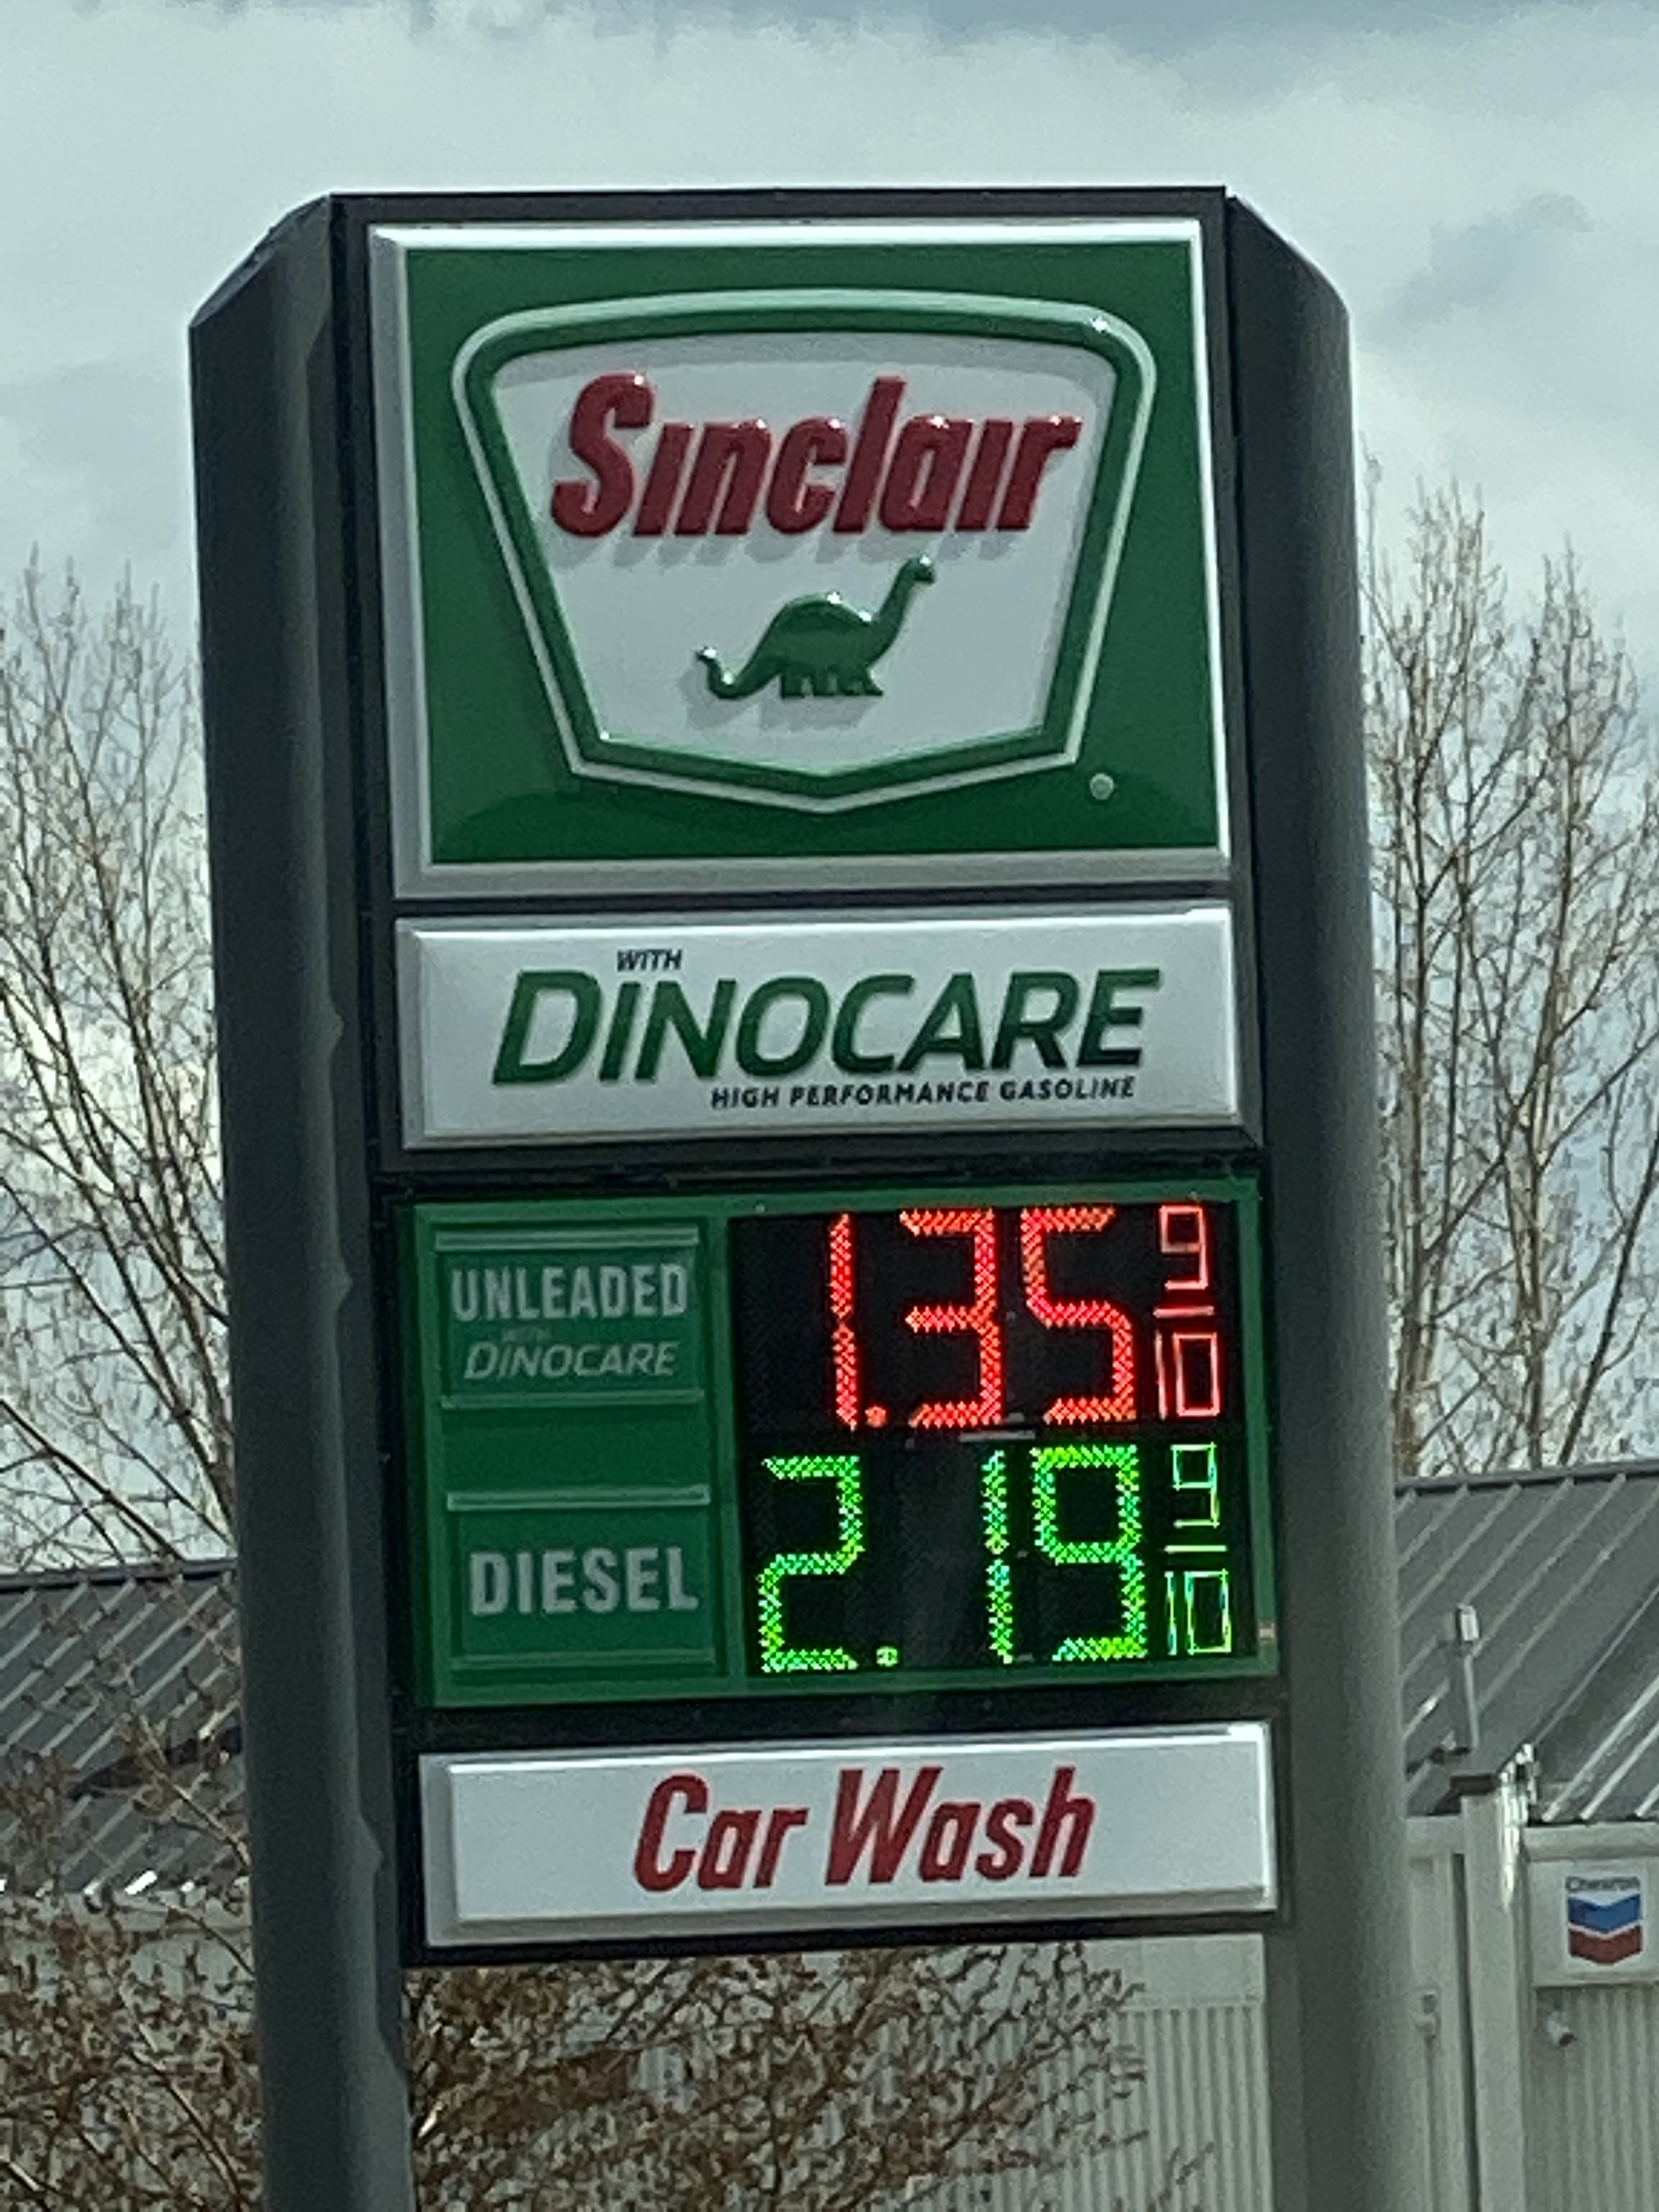 Sinclair
WITH
DINOCARE
HIGH PERFORMANCE GASOLINE
UNLEADED
WITH
DINOCARE
1.35 9/10
DIESEL
2.19 9/10
Car Wash
Chevron